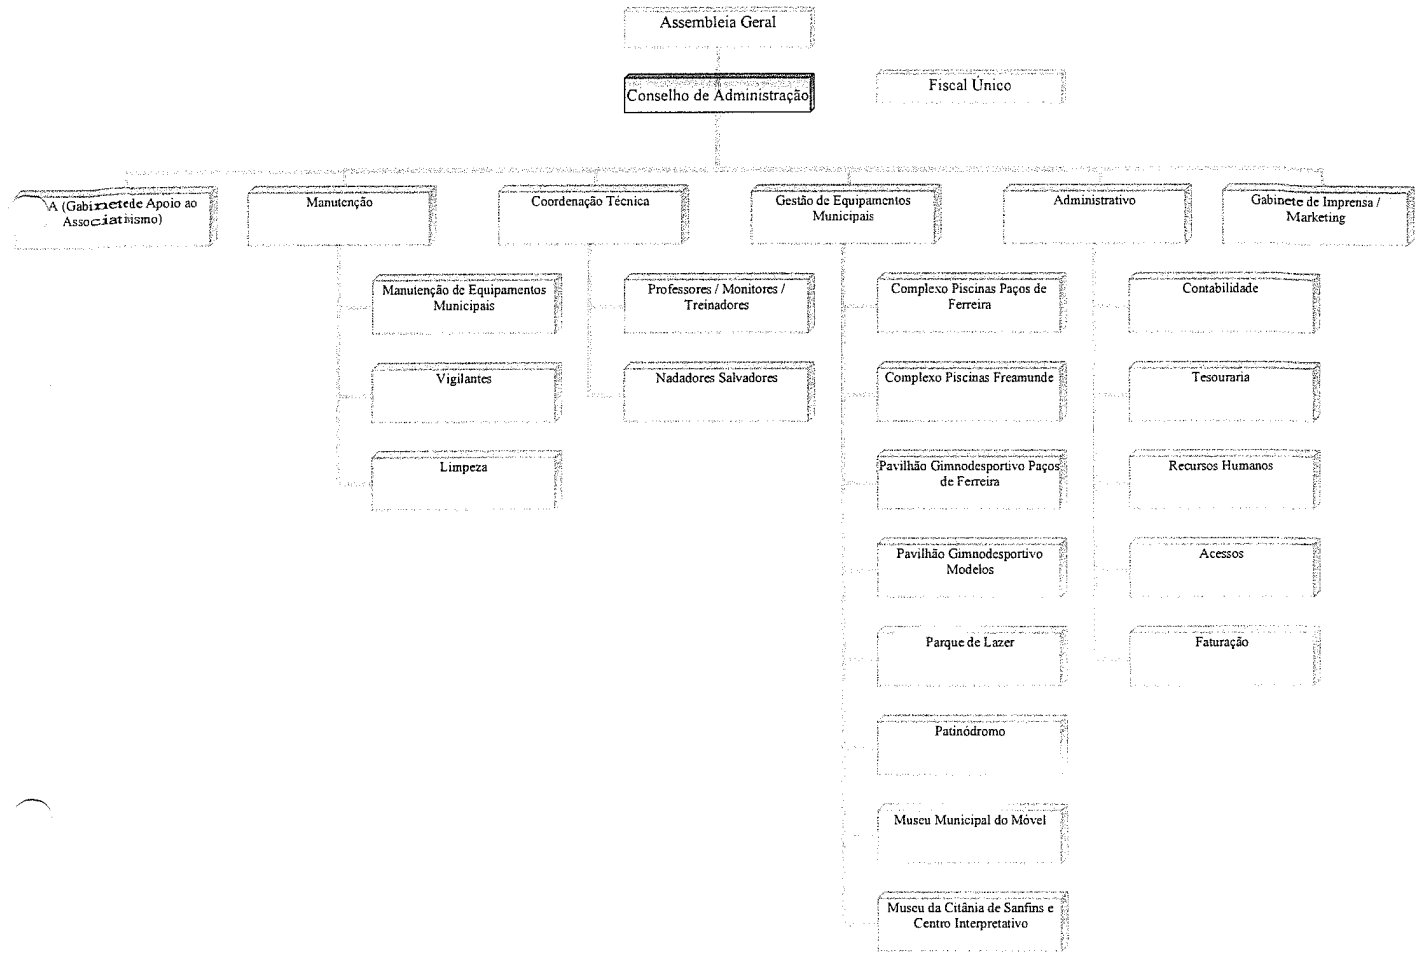 Assembleia Geral
Conselho de Administração
Fiscal Único
A (Gabinete de Apoio ao
Associativismo)
Manutenção
Coordenação Técnica
Gestão de Equipamentos
Municipais
Administrativo
Gabinete de Imprensa /
Marketing
Manutenção de Equipamentos
Municipais
Vigilantes
Limpeza
Professores / Monitores /
Treinadores
Nadadores Salvadores
Complexo Piscinas Paços de
Ferreira
Complexo Piscinas Freamunde
Pavilhão Gimnodesportivo Paços
de Ferreira
Pavilhão Gimnodesportivo
Modelos
Parque de Lazer
Patinódromo
Museu Municipal do Móvel
Museu da Citânia de Sanfins e
Centro Interpretativo
Contabilidade
Tesouraria
Recursos Humanos
Acessos
Faturação